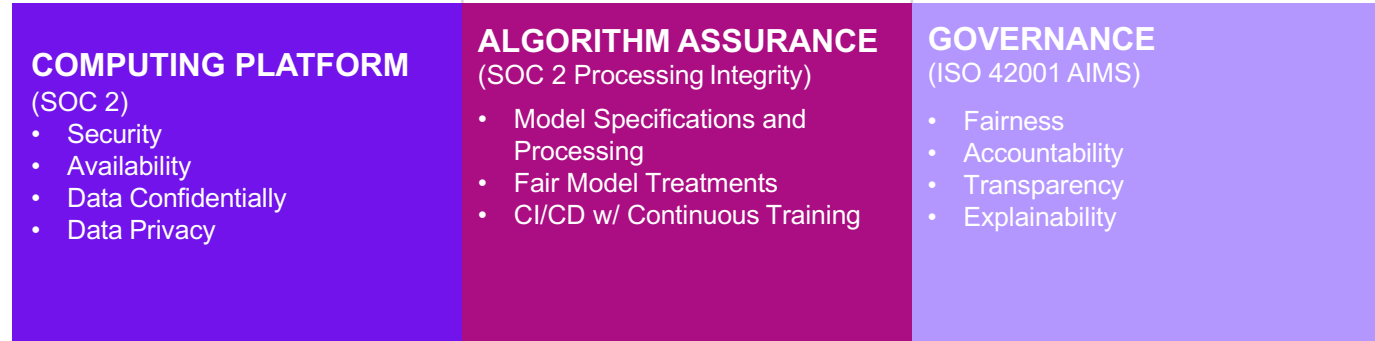 COMPUTING PLATFORM
(SOC 2)
• Security
• Availability
• Data Confidentially
• Data Privacy
ALGORITHM ASSURANCE
(SOC 2 Processing Integrity)
• Model Specifications and
Processing
• Fair Model Treatments
• CI/CD w/ Continuous Training
GOVERNANCE
(ISO 42001 AIMS)
• Fairness
• Accountability
• Transparency
• Explainability